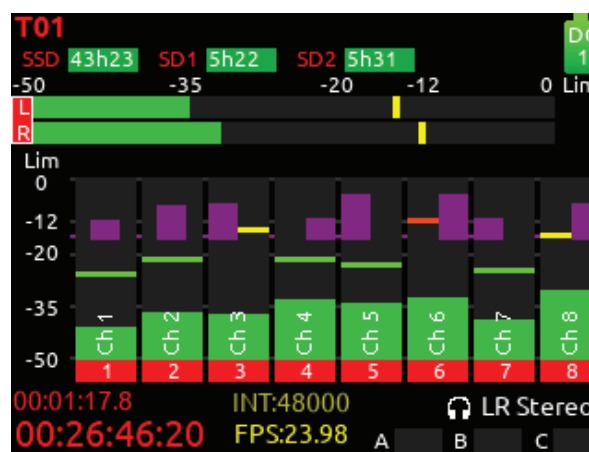 T01
SSD 43h23 SD1 5h22 SD2 5h31
-50 -35 -20 -12 0 Lim
L
R
Lim
0
-12
-20
-35
-50
Ch 1 Ch 2 Ch 3 Ch 4 Ch 5 Ch 6 Ch 7 Ch 8
1 2 3 4 5 6 7 8
00:01:17.8 INT:48000 LR Stereo
00:26:46:20 FPS:23.98 A B C